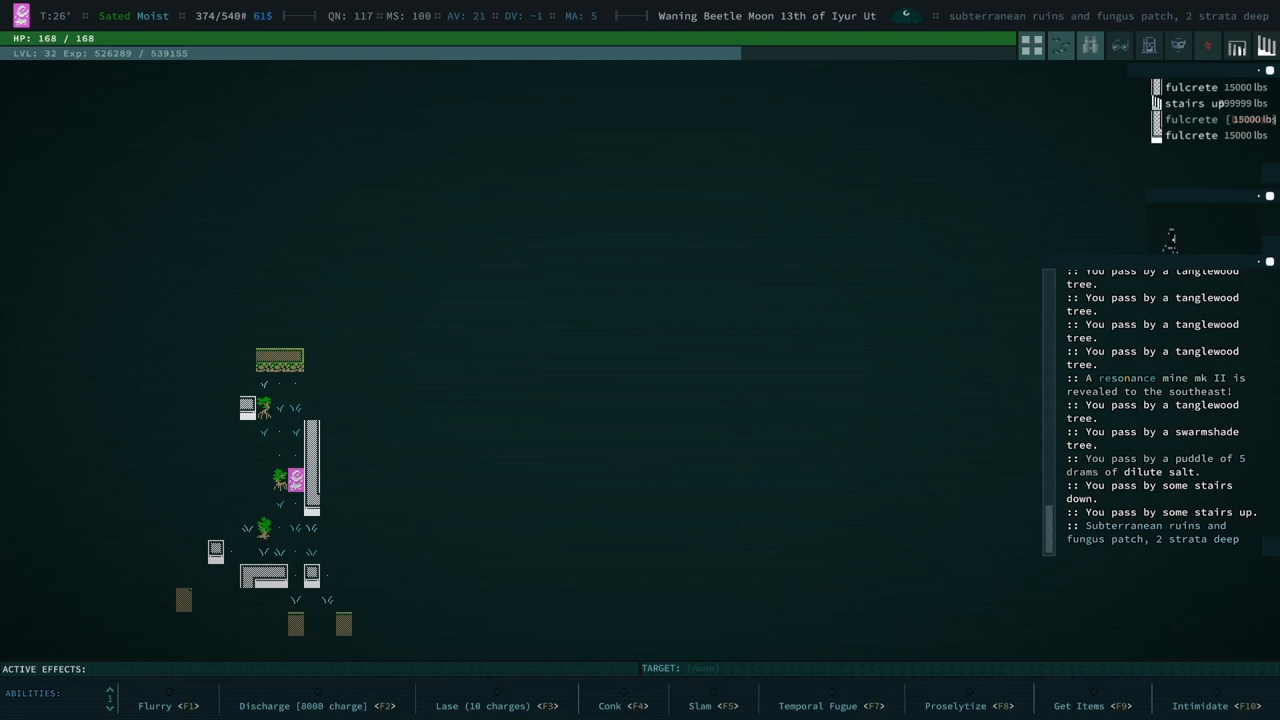 T:26° :: Sated Moist :: 374/540# 61$ QN: 117 :: MS: 100 :: AV: 21 :: DV: -1 :: MA: 5 Waning Beetle Moon 13th of Iyur Ut :: subterranean ruins and fungus patch, 2 strata deep
HP: 168 / 168
LVL: 32 Exp: 526289 / 539155
fulcrete 15000 lbs
stairs up 999999 lbs
fulcrete 15000 lbs
fulcrete 15000 lbs
:: You pass by a tanglewood
tree.
:: You pass by a tanglewood
tree.
:: You pass by a tanglewood
tree.
:: You pass by a tanglewood
tree.
:: A resonance mine mk II is
revealed to the southeast!
:: You pass by a tanglewood
tree.
:: You pass by a swarmshade
tree.
:: You pass by a puddle of 5
drams of dilute salt.
:: You pass by some stairs
down.
:: You pass by some stairs up.
:: Subterranean ruins and
fungus patch, 2 strata deep
ACTIVE EFFECTS:
TARGET: [none]
ABILITIES: 1 Flurry <F1> Discharge [8000 charge] <F2> Lase (10 charges) <F3> Conk <F4> Slam <F5> Temporal Fugue <F7> Proselytize <F8> Get Items <F9> Intimidate <F10>